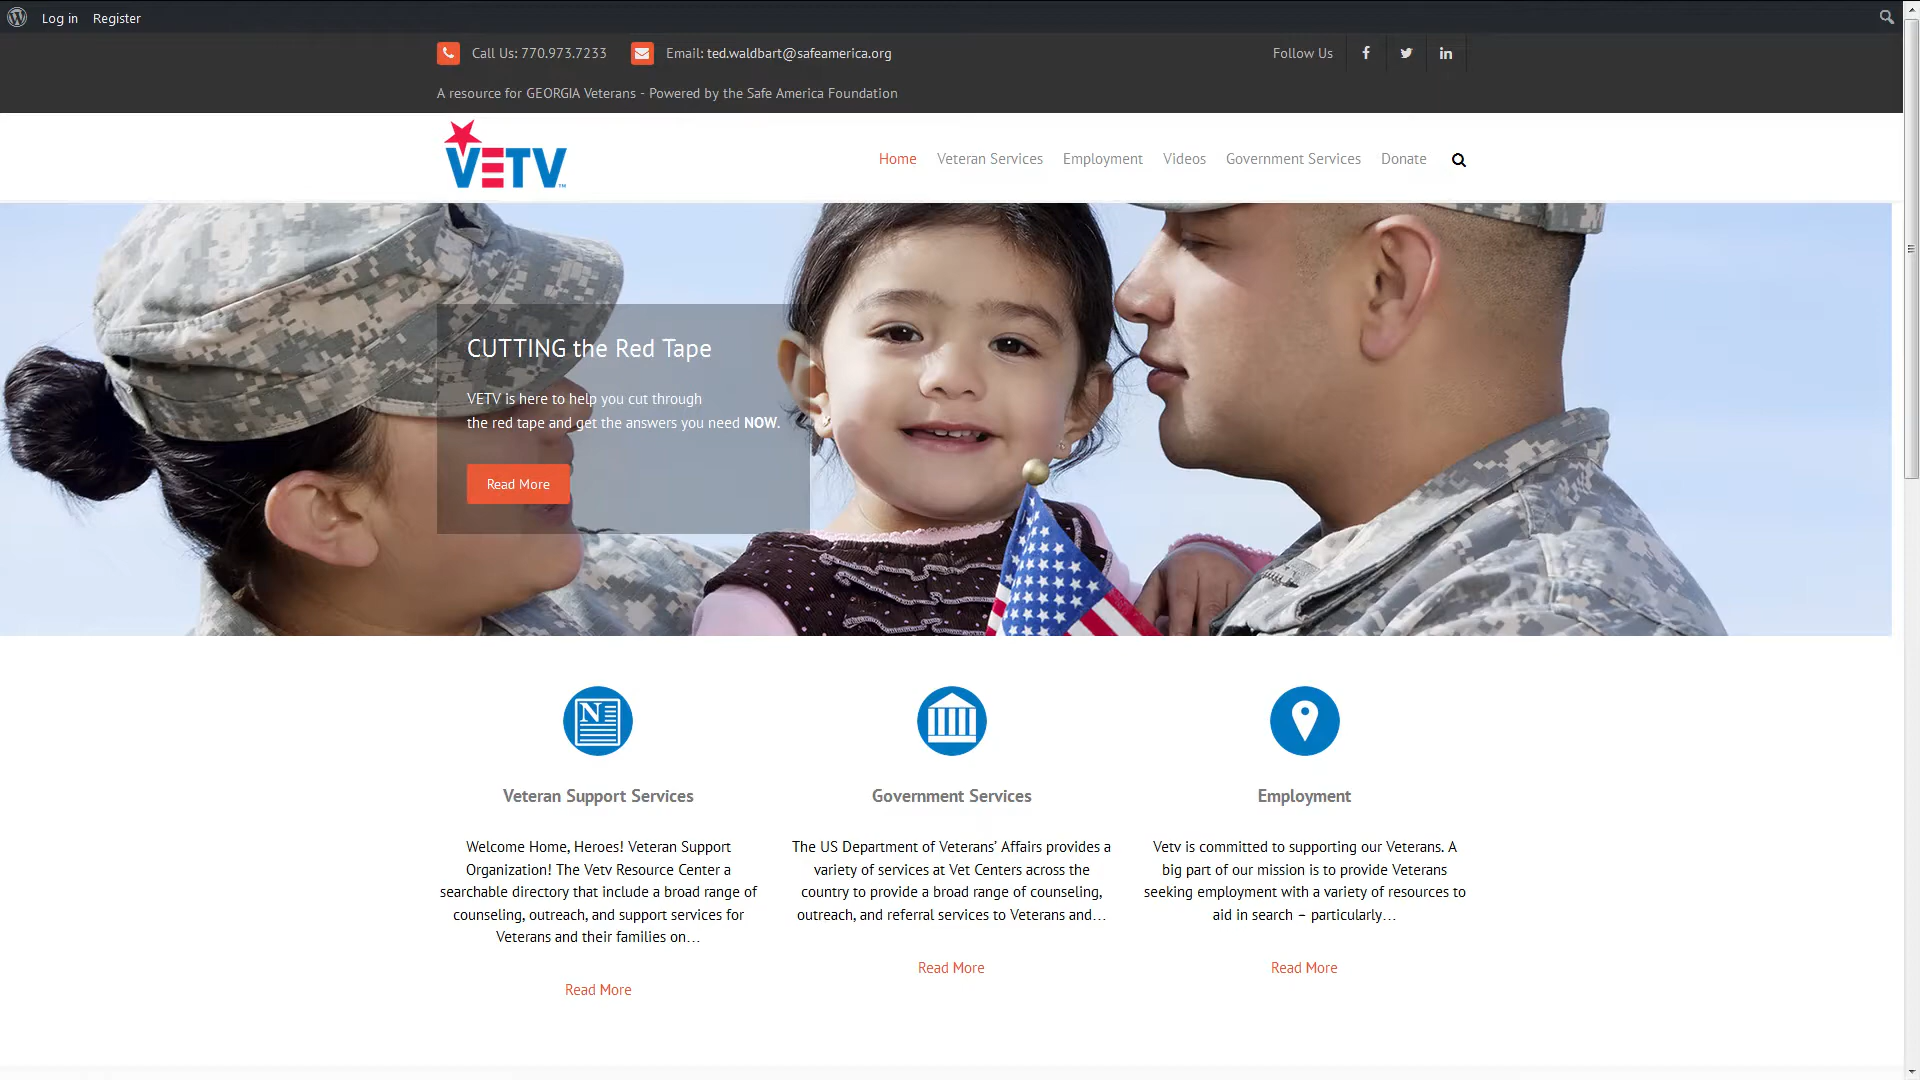 Log in Register
Call Us: 770.973.7233 Email: ted.waldbart@safeamerica.org Follow Us
A resource for GEORGIA Veterans - Powered by the Safe America Foundation
VETV
Home Veteran Services Employment Videos Government Services Donate
CUTTING the Red Tape
VETV is here to help you cut through
the red tape and get the answers you need NOW.
Read More
N
Veteran Support Services
Welcome Home, Heroes! Veteran Support
Organization! The Vetv Resource Center a
searchable directory that include a broad range of
counseling, outreach, and support services for
Veterans and their families on...
Read More
Government Services
The US Department of Veterans’ Affairs provides a
variety of services at Vet Centers across the
country to provide a broad range of counseling,
outreach, and referral services to Veterans and...
Read More
Employment
Vetv is committed to supporting our Veterans. A
big part of our mission is to provide Veterans
seeking employment with a variety of resources to
aid in search – particularly...
Read More